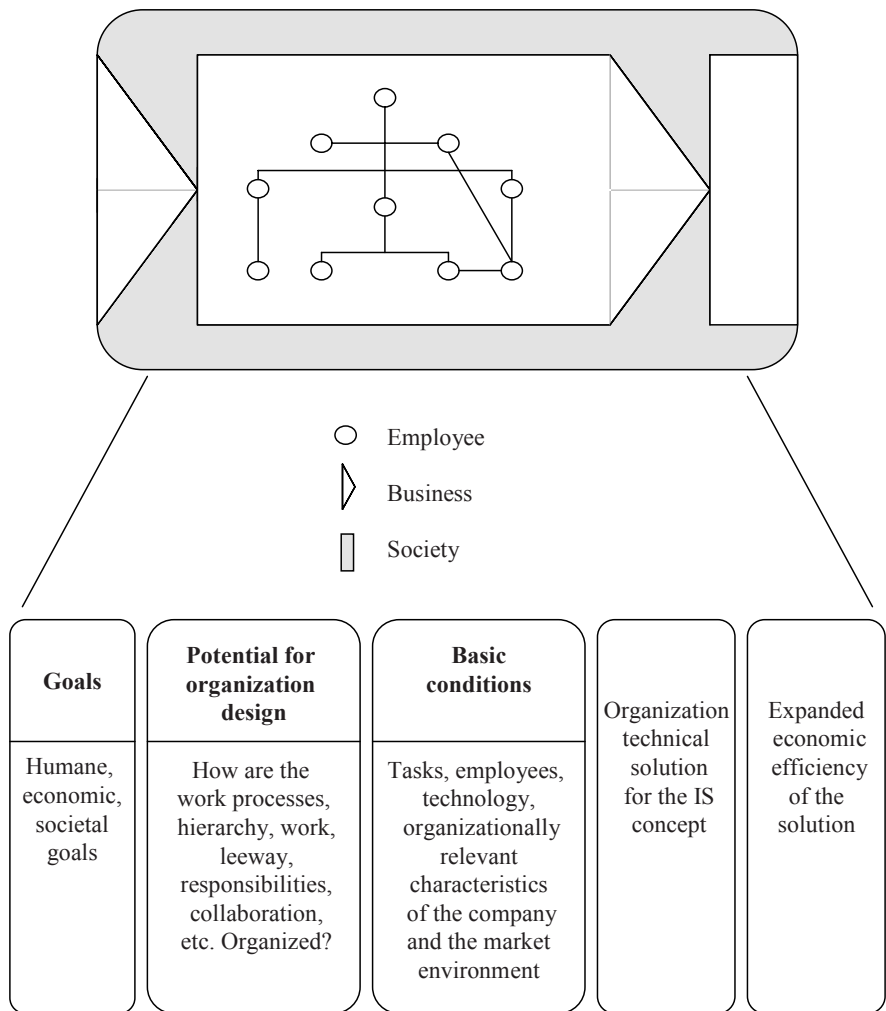 Employee
Business
Society
Goals
Humane,
economic,
societal
goals
Potential for
organization
design
How are the
work processes,
hierarchy, work,
leeway,
responsibilities,
collaboration,
etc. Organized?
Basic
conditions
Tasks, employees,
technology,
organizationally
relevant
characteristics
of the company
and the market
environment
Organization
technical
solution
for the IS
concept
Expanded
economic
efficiency
of the
solution